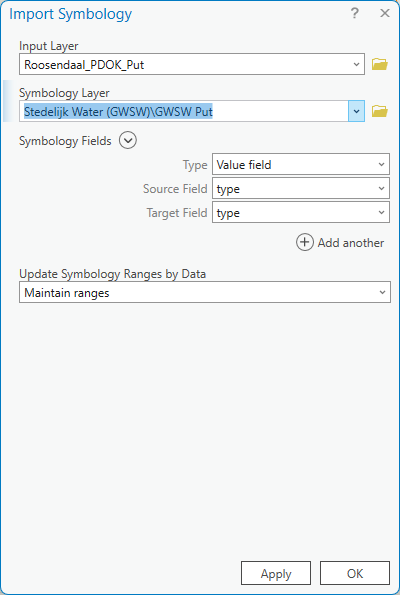 Import Symbology ? ×
Input Layer
Roosendaal_PDOK_Put
Symbology Layer
Stedelijk Water (GWSW)\GWSW Put
Symbology Fields
Type Value field
Source Field type
Target Field type
Add another
Update Symbology Ranges by Data
Maintain ranges
Apply OK